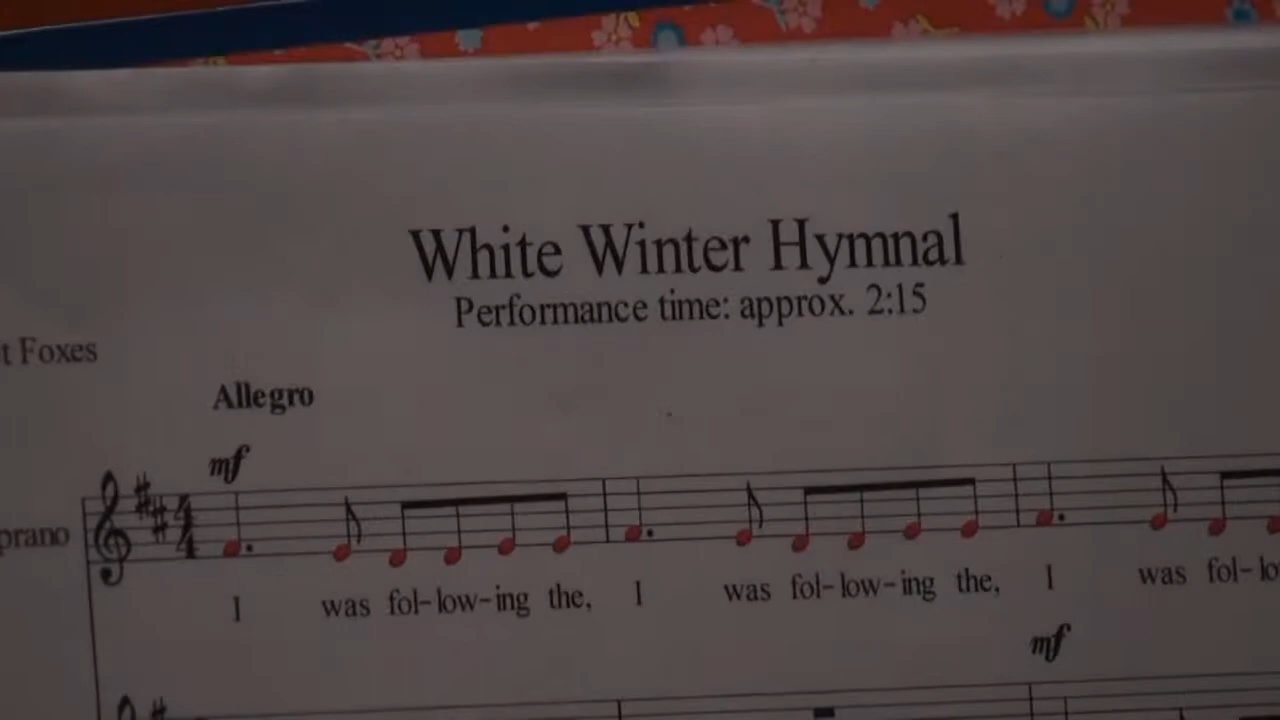 White Winter Hymnal
Performance time: approx. 2:15
t Foxes
Allegro
mf
prano
I was fol-low-ing the, I was fol-low-ing the, I was fol-lo
mf